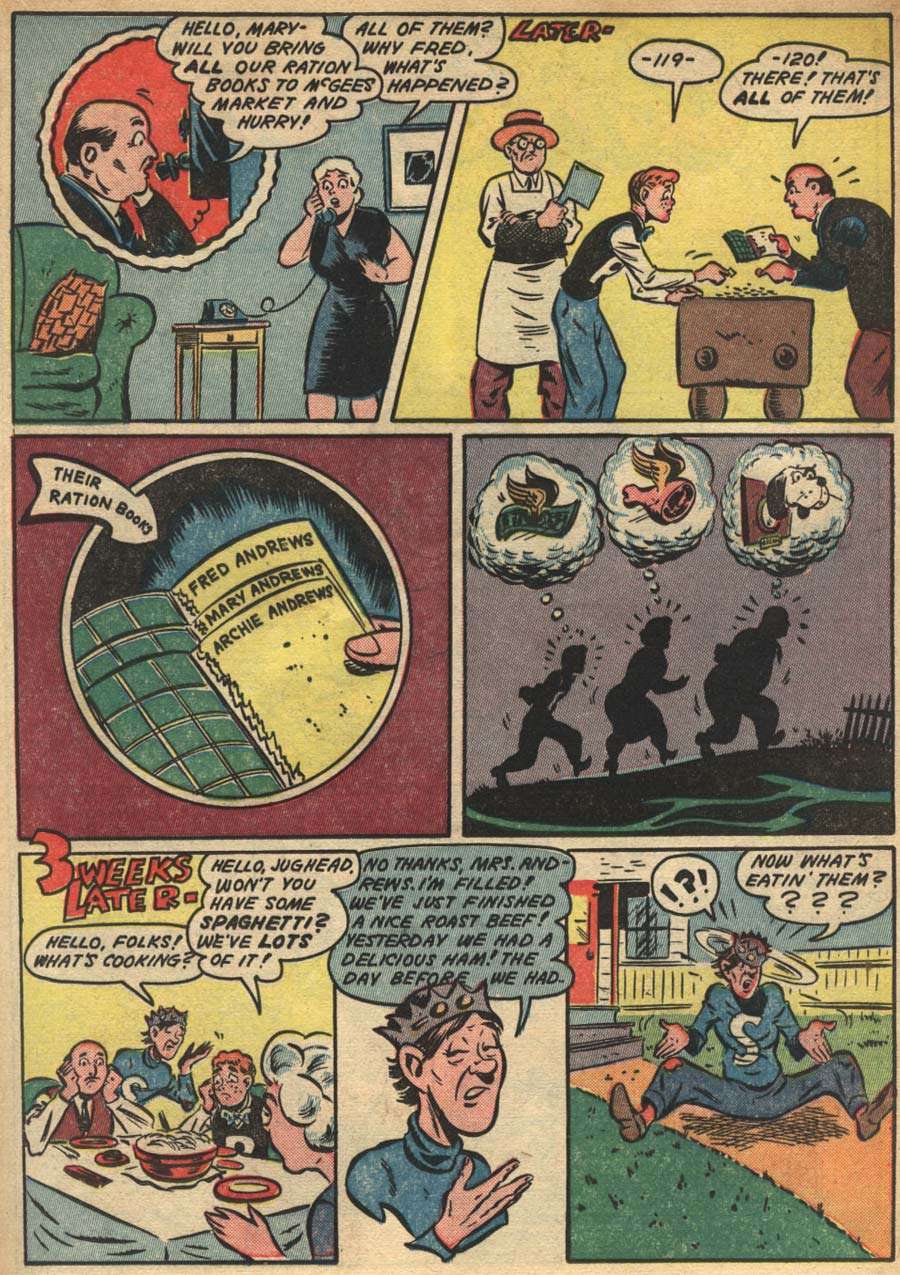 HELLO, MARY-
WILL YOU BRING
ALL OUR RATION
BOOKS TO McGEES
MARKET AND
HURRY!
ALL OF THEM?
WHY FRED,
WHAT'S
HAPPENED?
LATER-
-119-
-120!
THERE! THAT'S
ALL OF THEM!
THEIR
RATION BOOKS
FRED ANDREWS
MARY ANDREWS
ARCHIE ANDREWS
3 WEEKS
LATER-
HELLO, FOLKS!
WHAT'S COOKING?
HELLO, JUGHEAD,
WON'T YOU
HAVE SOME
SPAGHETTI?
WE'VE LOTS
OF IT!
NO THANKS, MRS. AND-
REWS. I'M FILLED!
WE'VE JUST FINISHED
A NICE ROAST BEEF!
YESTERDAY WE HAD A
DELICIOUS HAM! THE
DAY BEFORE WE HAD
S
!?!
NOW WHAT'S
EATIN' THEM?
? ? ?
S